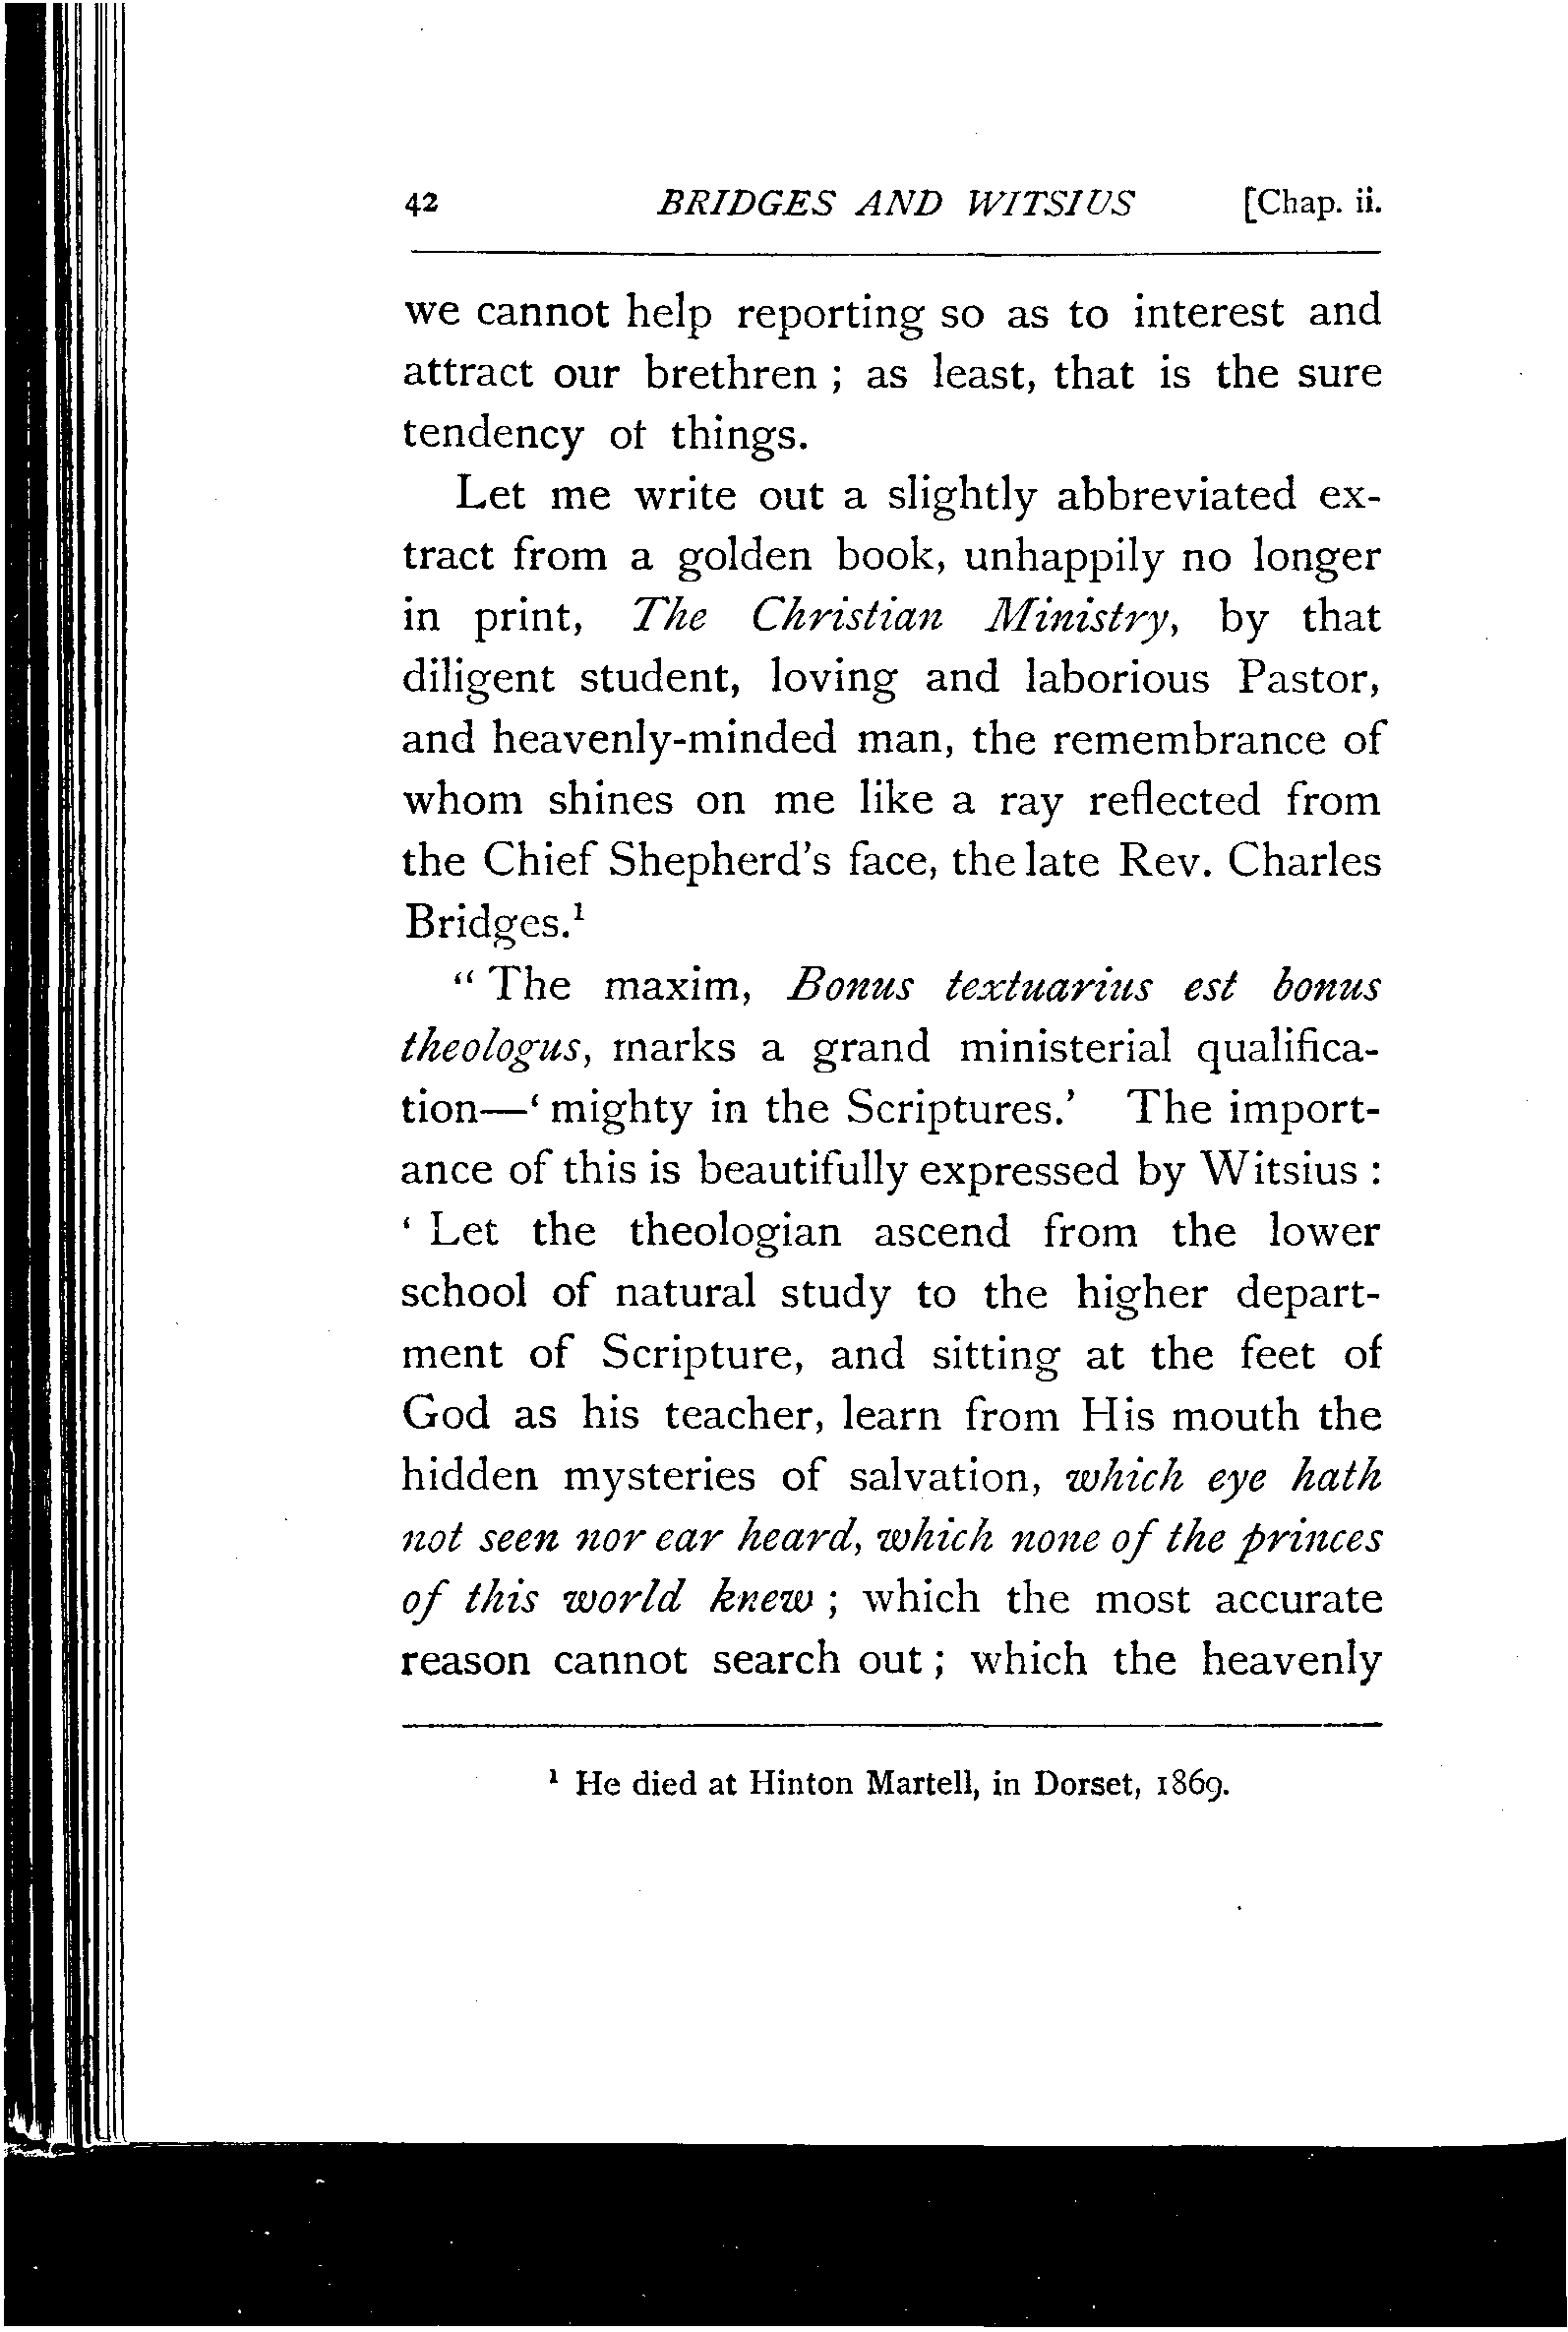 42 BRIDGES AND WITSIUS [Chap. ii.
we cannot help reporting so as to interest and
attract our brethren ; as least, that is the sure
tendency of things.
Let me write out a slightly abbreviated ex-
tract from a golden book, unhappily no longer
in print, The Christian Ministry, by that
diligent student, loving and laborious Pastor,
and heavenly-minded man, the remembrance of
whom shines on me like a ray reflected from
the Chief Shepherd's face, the late Rev. Charles
Bridges.¹
“ The maxim, Bonus textuarius est bonus
theologus, marks a grand ministerial qualifica-
tion—‘ mighty in the Scriptures.’ The import-
ance of this is beautifully expressed by Witsius :
‘ Let the theologian ascend from the lower
school of natural study to the higher depart-
ment of Scripture, and sitting at the feet of
God as his teacher, learn from His mouth the
hidden mysteries of salvation, which eye hath
not seen nor ear heard, which none of the princes
of this world knew ; which the most accurate
reason cannot search out ; which the heavenly
¹ He died at Hinton Martell, in Dorset, 1869.